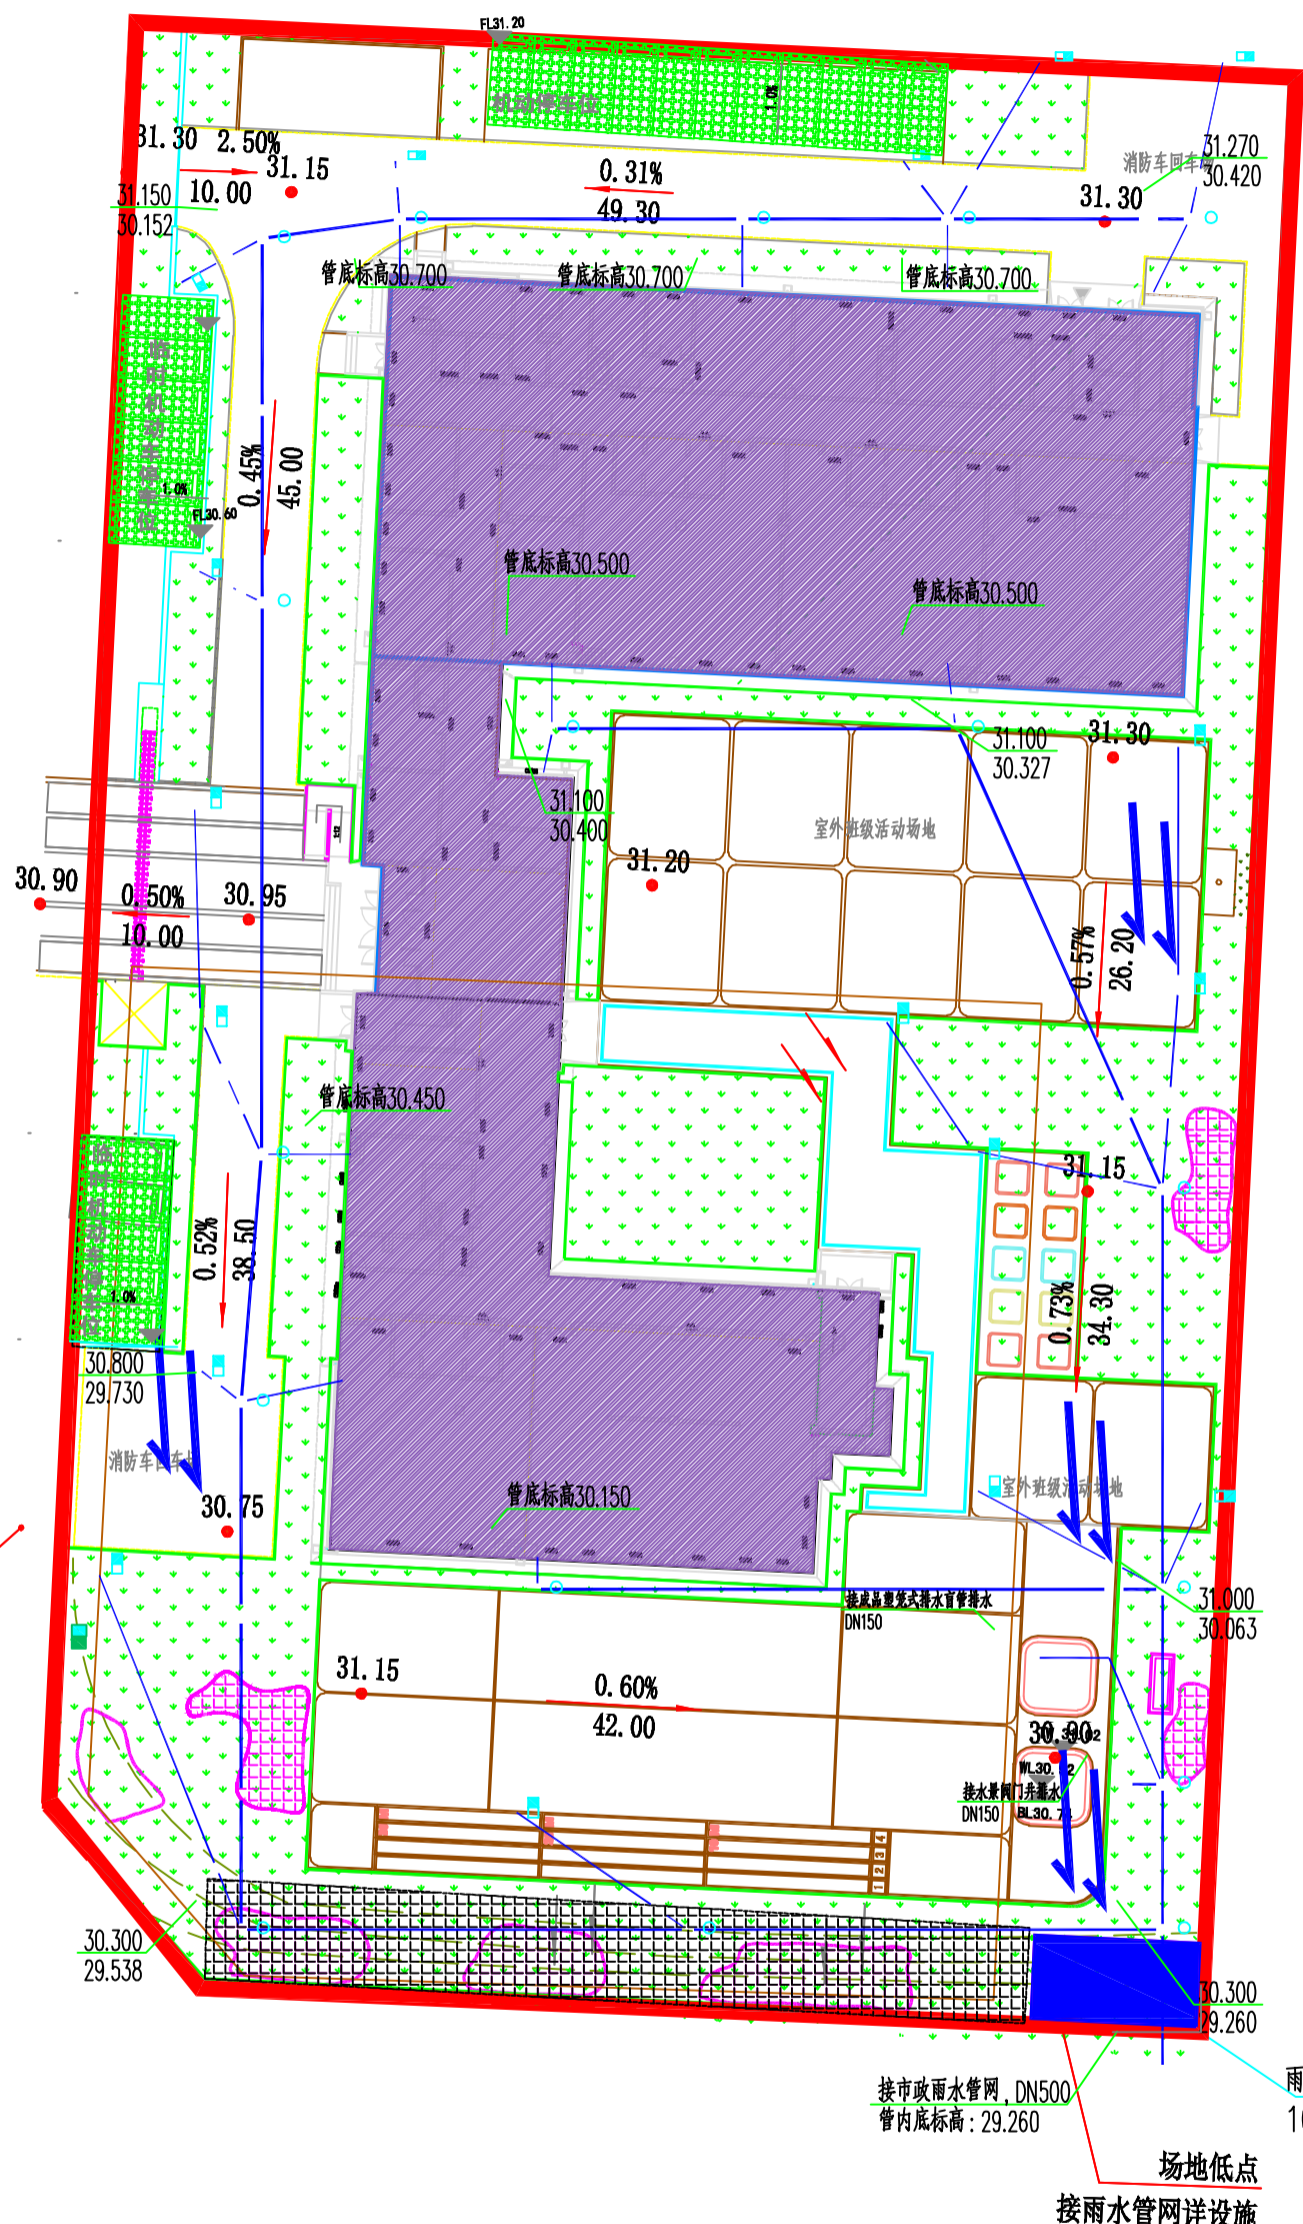 FL31.20
机动停车位
1.0%
31.30
2.50%
31.15
10.00
0.31%
49.30
31.270
30.420
消防车回车
31.30
31.150
30.152
管底标高30.700
管底标高30.700
管底标高30.700
临时机动车停车位
1.0%
FL30.60
0.45%
45.00
管底标高30.500
管底标高30.500
31.100
30.327
31.30
31.100
30.400
室外班级活动场地
31.20
30.90
0.50%
10.00
30.95
0.57%
26.20
管底标高30.450
31.15
临时机动车停车位
1.0%
0.52%
38.50
0.73%
34.30
30.800
29.730
消防车回车
30.75
管底标高30.150
室外班级活动场地
31.000
30.063
接成品塑笼式排水盲管排水
DN150
31.15
0.60%
42.00
30.90
接水景阀门井排水
DN150
1 2 3 4
30.300
29.538
30.300
29.260
接市政雨水管网, DN500
管内底标高: 29.260
雨
场地低点
接雨水管网详设施